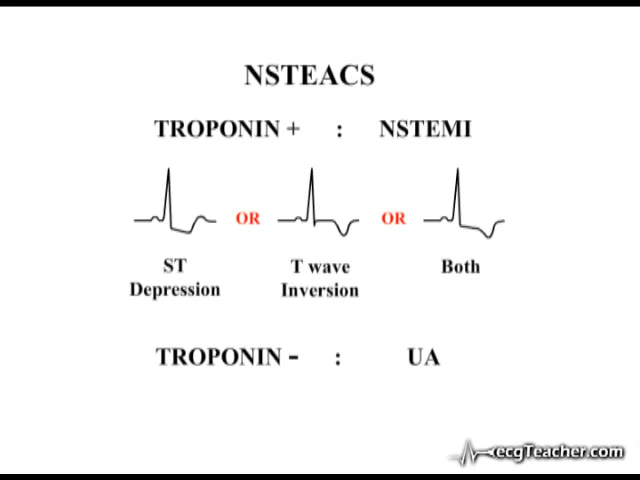 NSTEACS
TROPONIN + : NSTEMI
OR OR
ST T wave Both
Depression Inversion
TROPONIN - : UA
ecgTeacher.com